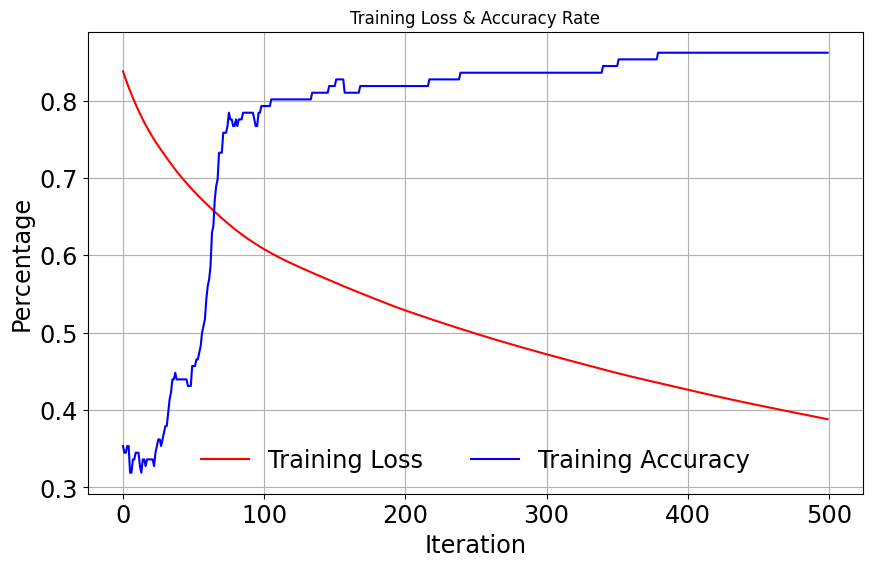 Training Loss & Accuracy Rate
Percentage
0.8
0.7
0.6
0.5
0.4
0.3
Training Loss
Training Accuracy
0 100 200 300 400 500
Iteration